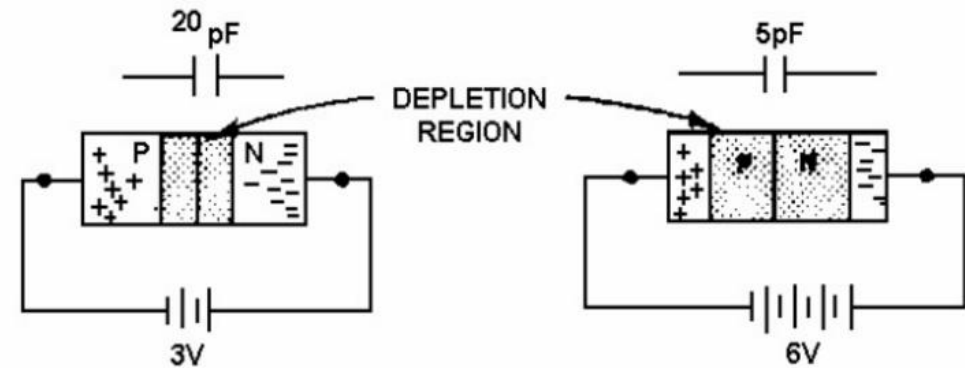 20 pF
5pF
DEPLETION
REGION
P N
P N
3V
6V